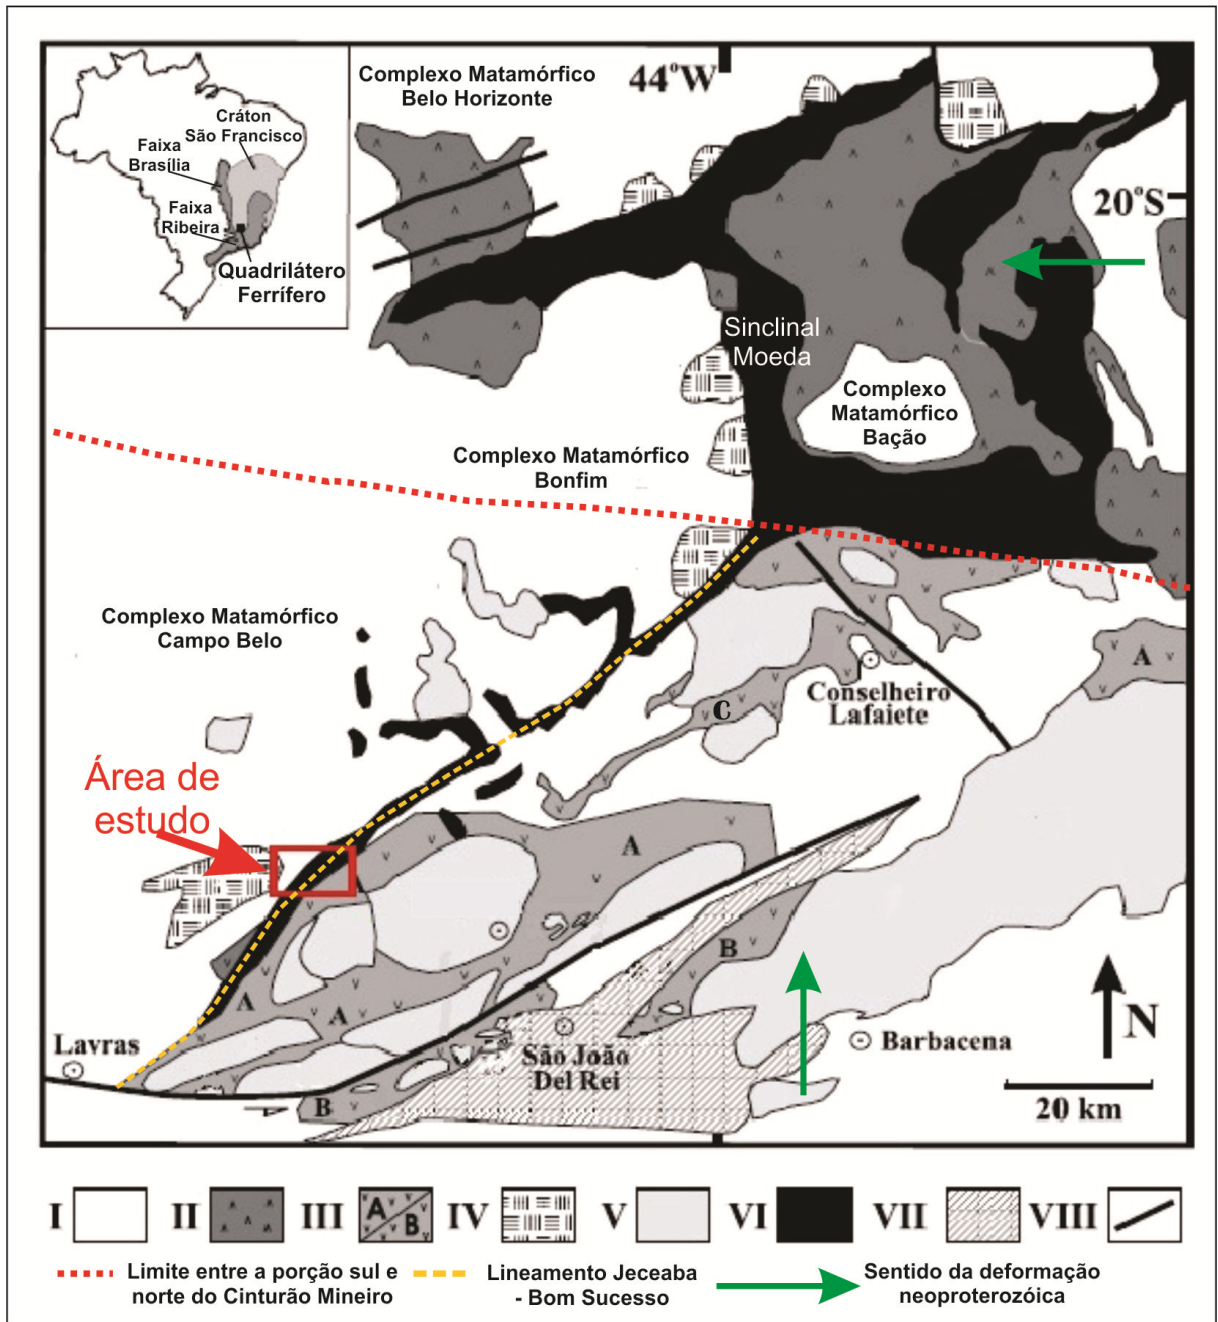 Cráton
São Francisco
Faixa
Brasília
Faixa
Ribeira
Quadrilátero
Ferrífero
Complexo Matamórfico
Belo Horizonte
44°W
20°S
Sinclinal
Moeda
Complexo
Matamórfico
Bação
Complexo Matamórfico
Bonfim
Complexo Matamórfico
Campo Belo
A
Conselheiro
Lafaiete
C
Área de
estudo
A
B
A
A
Lavras
São João
Del Rei
Barbacena
N
B
20 km
I II III A B IV V VI VII VIII
Limite entre a porção sul e
norte do Cinturão Mineiro
Lineamento Jeceaba
- Bom Sucesso
Sentido da deformação
neoproterozóica